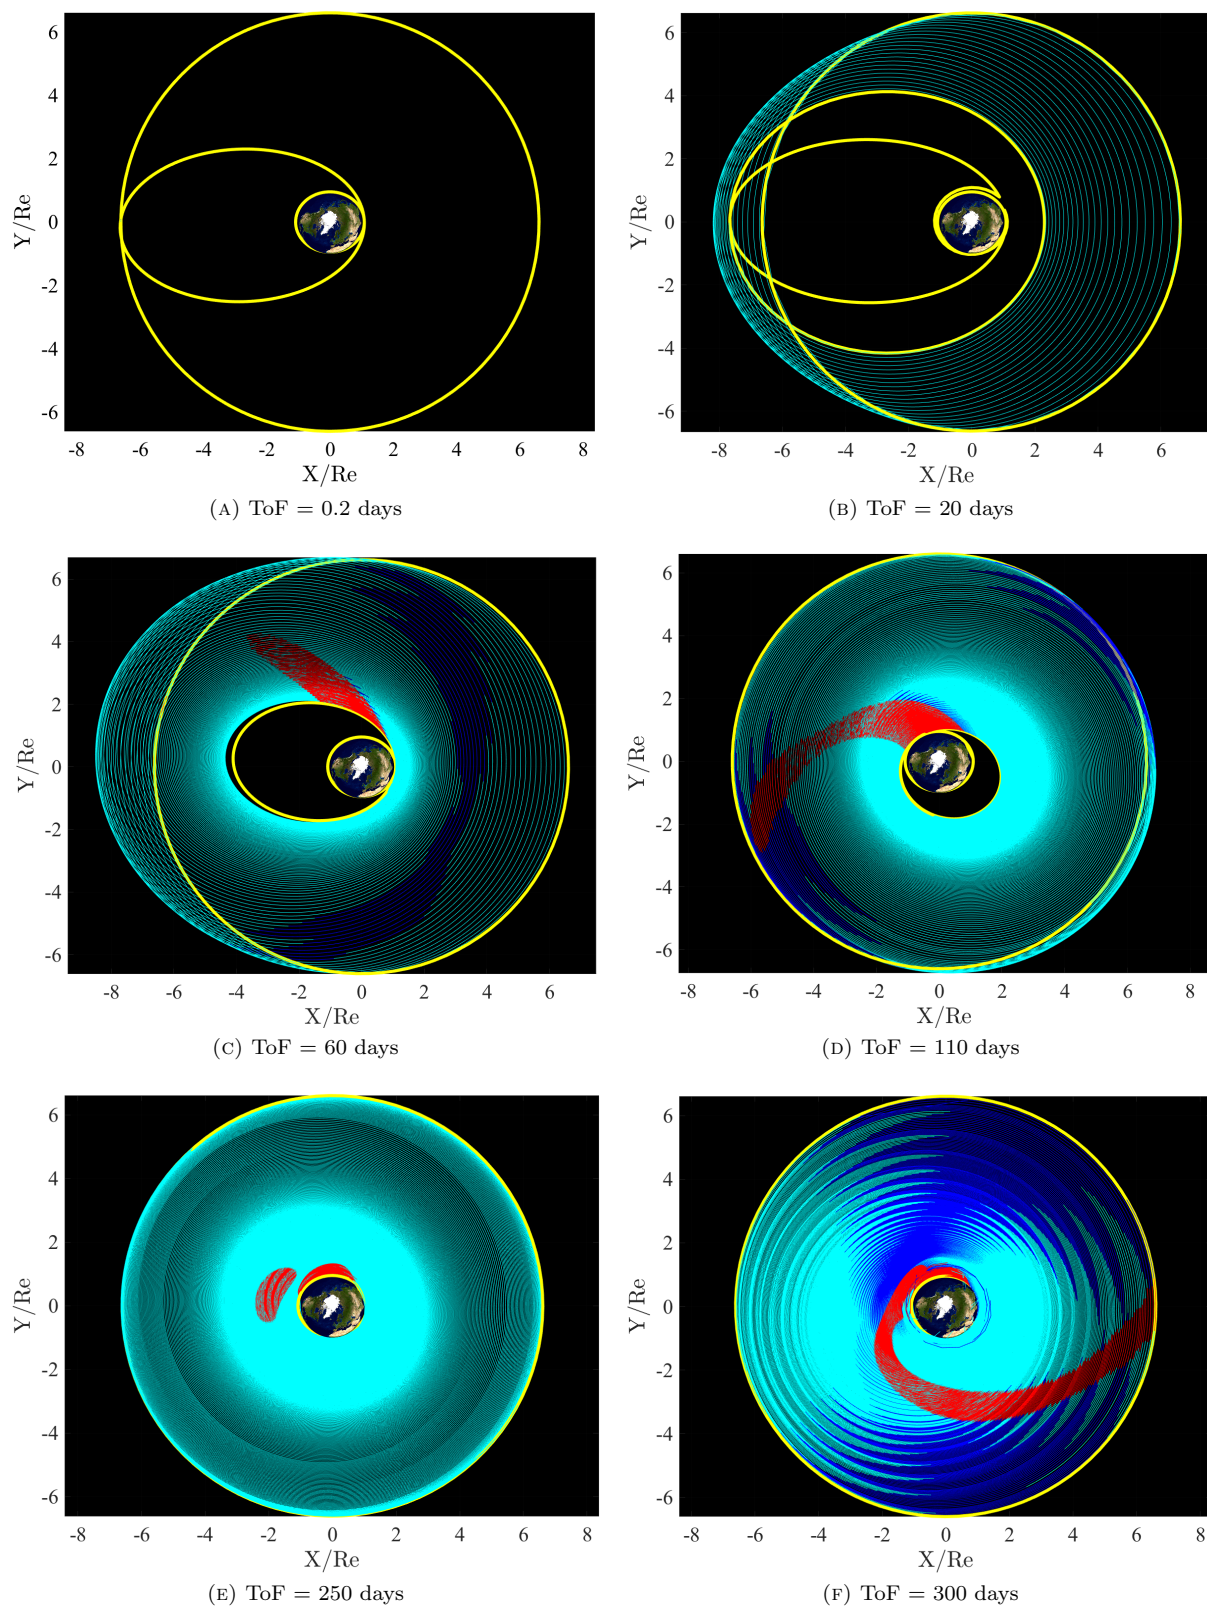 6
4
2
0
-2
-4
-6
Y/Re
-8 -6 -4 -2 0 2 4 6 8
X/Re
(A) ToF = 0.2 days
6
4
2
0
-2
-4
-6
Y/Re
-8 -6 -4 -2 0 2 4 6
X/Re
(B) ToF = 20 days
6
4
2
0
-2
-4
-6
Y/Re
-8 -6 -4 -2 0 2 4 6
X/Re
(C) ToF = 60 days
6
4
2
0
-2
-4
-6
Y/Re
-8 -6 -4 -2 0 2 4 6 8
X/Re
(D) ToF = 110 days
6
4
2
0
-2
-4
-6
Y/Re
-8 -6 -4 -2 0 2 4 6 8
X/Re
(E) ToF = 250 days
6
4
2
0
-2
-4
-6
Y/Re
-8 -6 -4 -2 0 2 4 6 8
X/Re
(F) ToF = 300 days